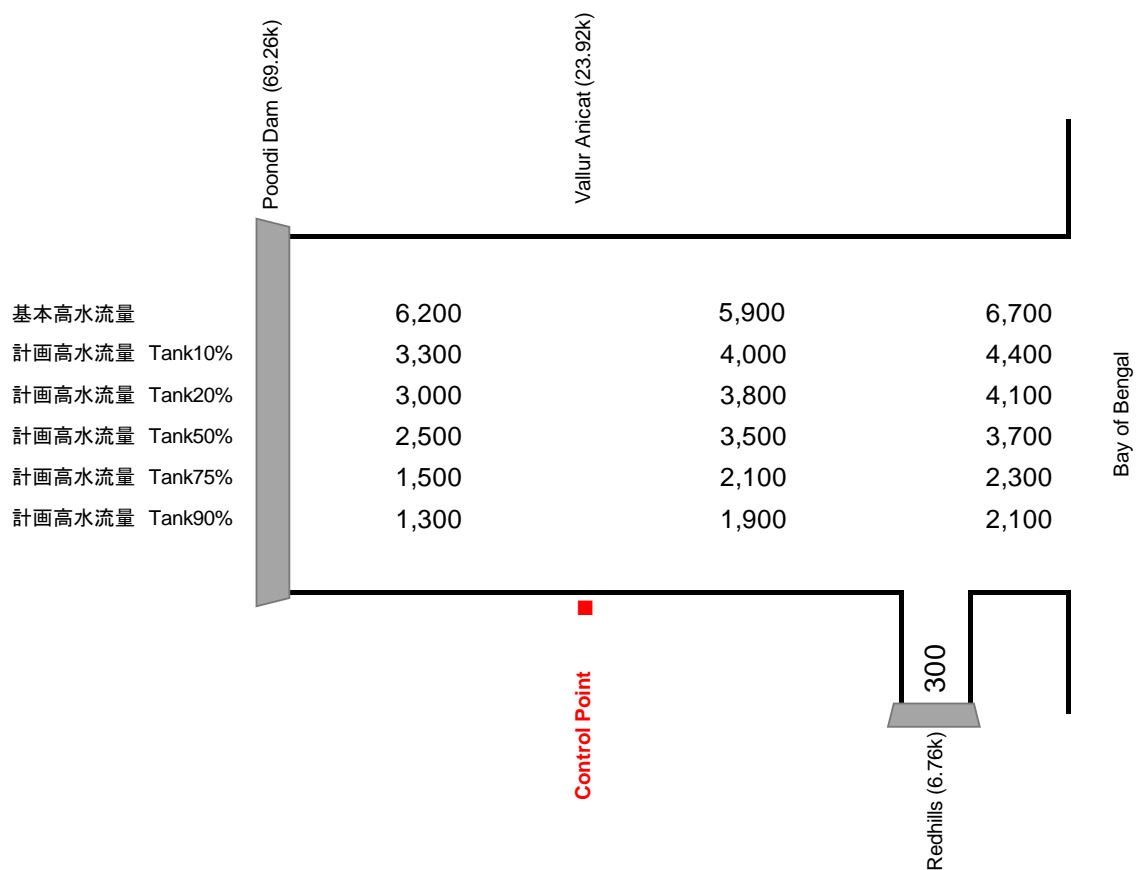 Poondi Dam (69.26k)
Vallur Anicat (23.92k)
基本高水流量 6,200 5,900 6,700
計画高水流量 Tank10% 3,300 4,000 4,400
計画高水流量 Tank20% 3,000 3,800 4,100
計画高水流量 Tank50% 2,500 3,500 3,700
計画高水流量 Tank75% 1,500 2,100 2,300
計画高水流量 Tank90% 1,300 1,900 2,100
Bay of Bengal
Control Point
300
Redhills (6.76k)